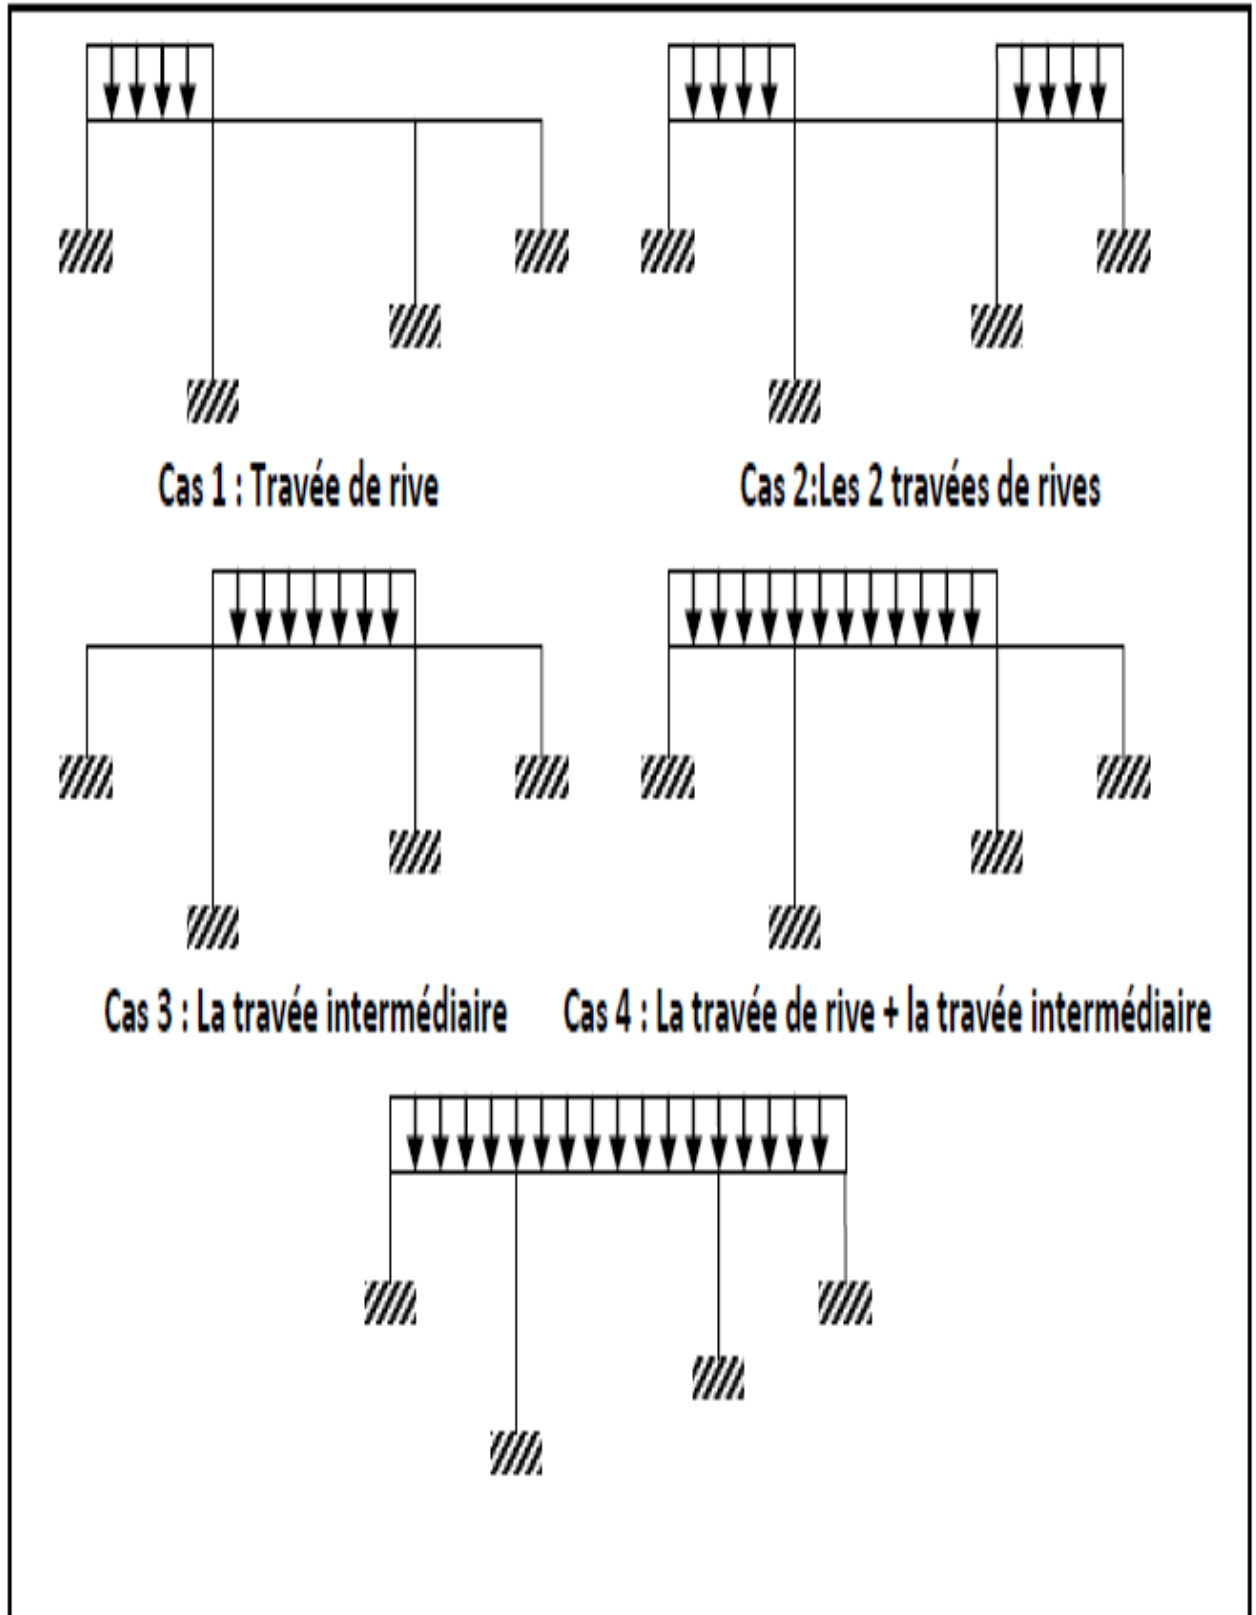 Cas 1 : Travée de rive
Cas 2:Les 2 travées de rives
Cas 3 : La travée intermédiaire
Cas 4 : La travée de rive + la travée intermédiaire